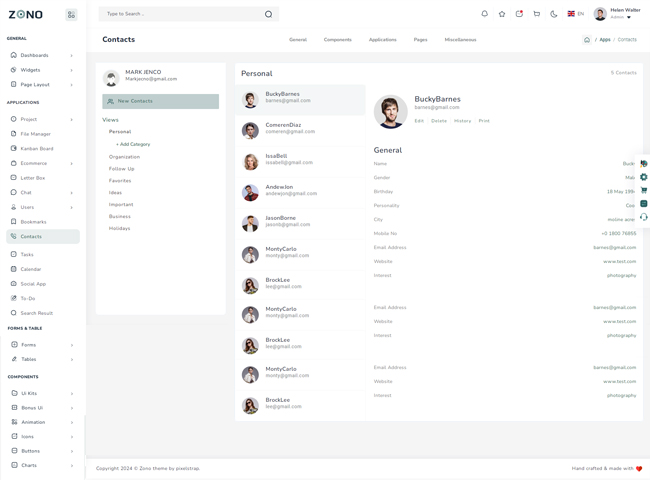 ZONO
Type to Search ..
EN
Helen Walter
Admin
GENERAL
Dashboards
Widgets
Page Layout
APPLICATIONS
Project
File Manager
Kanban Board
Ecommerce
Letter Box
Chat
Users
Bookmarks
Contacts
Tasks
Calendar
Social App
To-Do
Search Result
FORMS & TABLE
Forms
Tables
COMPONENTS
Ui Kits
Bonus Ui
Animation
Icons
Buttons
Charts
Contacts
General
Components
Applications
Pages
Miscellaneous
/ Apps / Contacts
MARK JENCO
Markjecno@gmail.com
New Contacts
Views
Personal
+ Add Category
Organization
Follow Up
Favorites
Ideas
Important
Business
Holidays
Personal
5 Contacts
BuckyBarnes
barnes@gmail.com
ComerenDiaz
comeren@gmail.com
IssaBell
issabell@gmail.com
AndewJon
andewjon@gmail.com
JasonBorne
jasonb@gmail.com
MontyCarlo
monty@gmail.com
BrockLee
lee@gmail.com
MontyCarlo
monty@gmail.com
BrockLee
lee@gmail.com
MontyCarlo
monty@gmail.com
BrockLee
lee@gmail.com
BuckyBarnes
barnes@gmail.com
Edit Delete History Print
General
Name
Gender
Birthday 18 May
Personality
City moline
Mobile No +0 1800 76855
Email Address barnes@gmail.com
Website www.test.com
Interest photography
Email Address barnes@gmail.com
Website www.test.com
Interest photography
Email Address barnes@gmail.com
Website www.test.com
Interest photography
Copyright 2024 © Zono theme by pixelstrap.
Hand crafted & made with